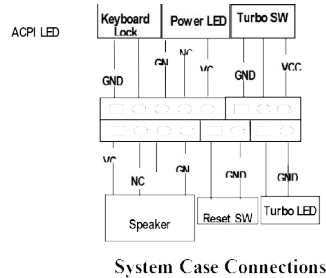 Keyboard Lock
Power LED
Turbo SW
ACPI LED
NC
GN
VC
VCC
GND
GND
VC
NC
GN
GND
GND
Speaker
Reset SW
Turbo LED
System Case Connections